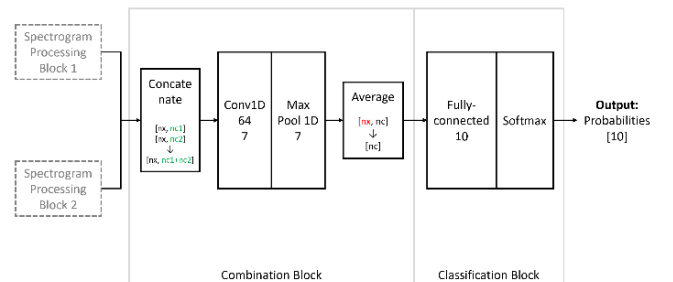 Spectrogram
Processing
Block 1
Spectrogram
Processing
Block 2
Concate
nate
[nx, nc1]
[nx, nc2]
↓
[nx, nc1+nc2]
Conv1D
64
7
Max
Pool 1D
7
Average
[nx, nc]
↓
[nc]
Fully-
connected
10
Softmax
Output:
Probabilities
[10]
Combination Block
Classification Block